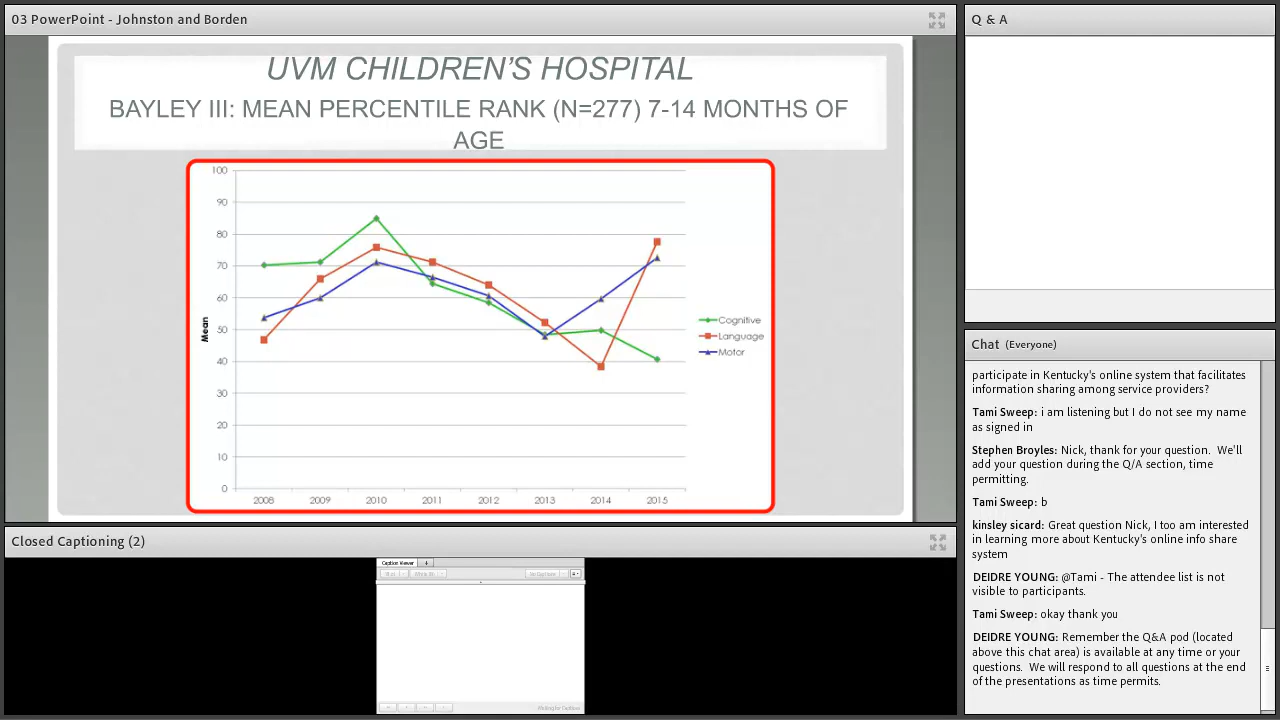 03 PowerPoint - Johnston and Borden
UVM CHILDREN'S HOSPITAL
BAYLEY III: MEAN PERCENTILE RANK (N=277) 7-14 MONTHS OF
AGE
100
90
80
70
60
50
40
30
20
10
0
Mean
2008 2009 2010 2011 2012 2013 2014 2015
Cognitive
Language
Motor
Closed Captioning (2)
Caption Viewer
Q & A
Chat (Everyone)
participate in Kentucky's online system that facilitates
information sharing among service providers?
Tami Sweep: i am listening but I do not see my name
as signed in
Stephen Broyles: Nick, thank for your question. We'll
add your question during the Q/A section, time
permitting.
Tami Sweep: b
kinsley sicard: Great question Nick, I too am interested
in learning more about Kentucky's online info share
system
DEIDRE YOUNG: @Tami - The attendee list is not
visible to participants.
Tami Sweep: okay thank you
DEIDRE YOUNG: Remember the Q&A pod (located
above this chat area) is available at any time or your
questions. We will respond to all questions at the end
of the presentations as time permits.